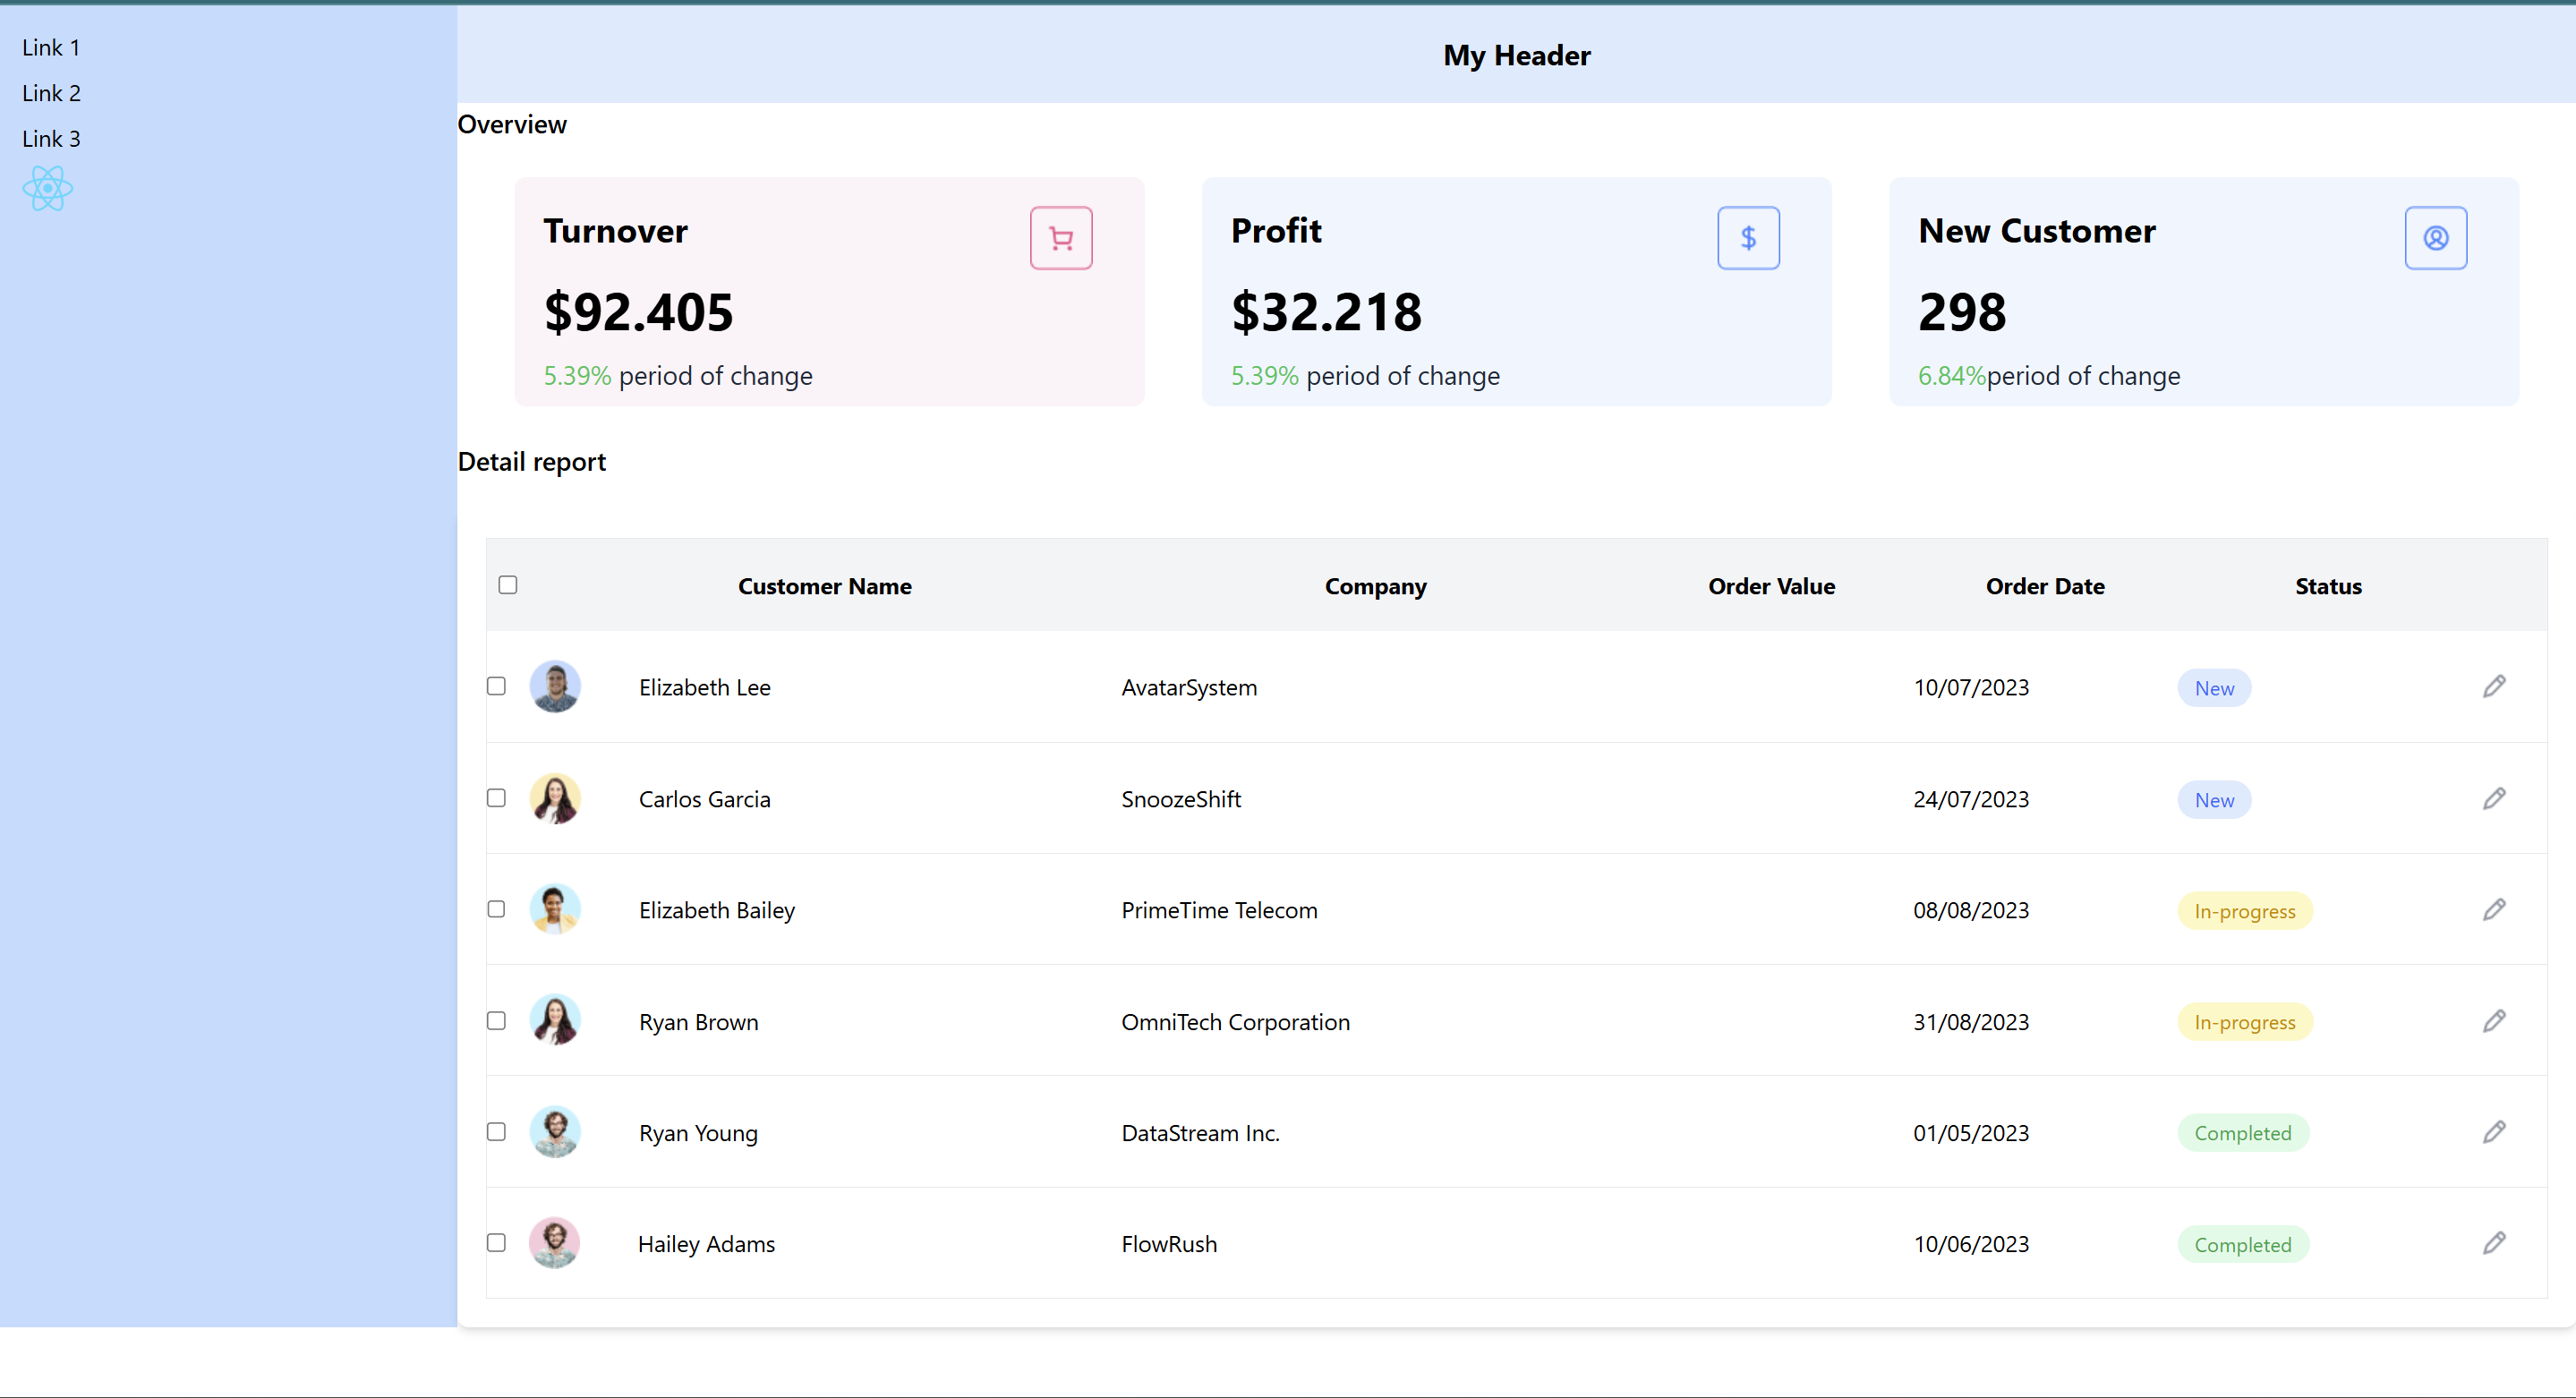 Link 1
Link 2
Link 3
My Header
Overview
Turnover
$92.405
5.39% period of change
Profit
$32.218
5.39% period of change
New Customer
298
6.84%period of change
Detail report
Customer Name Company Order Value Order Date Status
Elizabeth Lee AvatarSystem 10/07/2023 New
Carlos Garcia SnoozeShift 24/07/2023 New
Elizabeth Bailey PrimeTime Telecom 08/08/2023 In-progress
Ryan Brown OmniTech Corporation 31/08/2023 In-progress
Ryan Young DataStream Inc. 01/05/2023 Completed
Hailey Adams FlowRush 10/06/2023 Completed